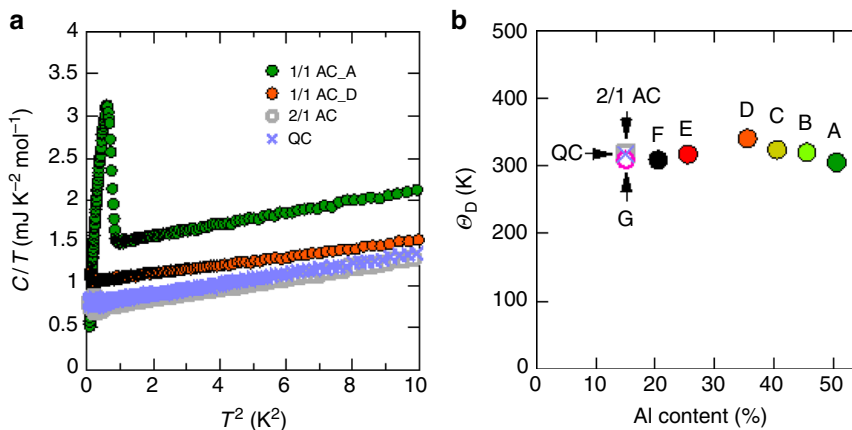 a
4
3.5
3
2.5
2
1.5
1
0.5
0
C/T (mJ K⁻² mol⁻¹)
1/1 AC_A
1/1 AC_D
2/1 AC
QC
0 2 4 6 8 10
T² (K²)
b
500
400
300
200
100
0
Θ_D (K)
2/1 AC
QC
G
F
E
D
C
B
A
0 10 20 30 40 50
Al content (%)